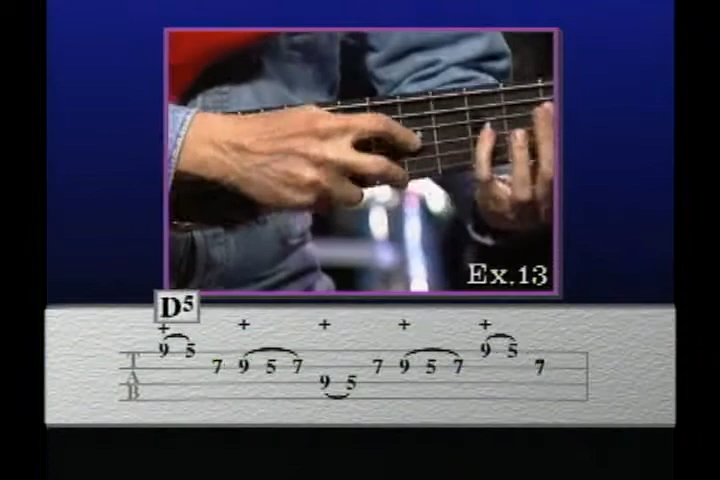 Ex.13
D5
+ + + + +
9 5 9 5
7 9 5 7 7 9 5 7 7
9 5
T
A
B